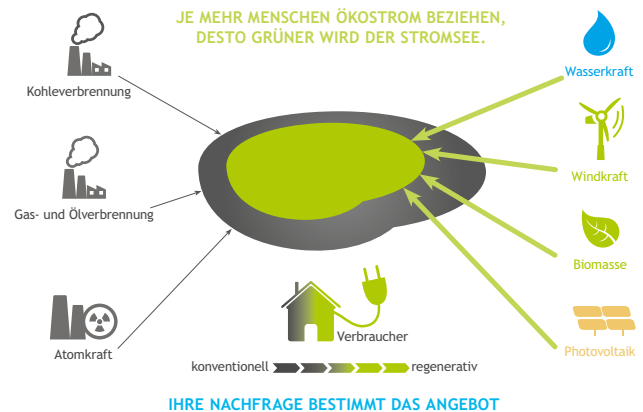 JE MEHR MENSCHEN ÖKOSTROM BEZIEHEN,
DESTO GRÜNER WIRD DER STROMSEE.
Kohleverbrennung
Wasserkraft
Gas- und Ölverbrennung
Windkraft
Biomasse
Atomkraft
Verbraucher
Photovoltaik
konventionell
regenerativ
IHRE NACHFRAGE BESTIMMT DAS ANGEBOT